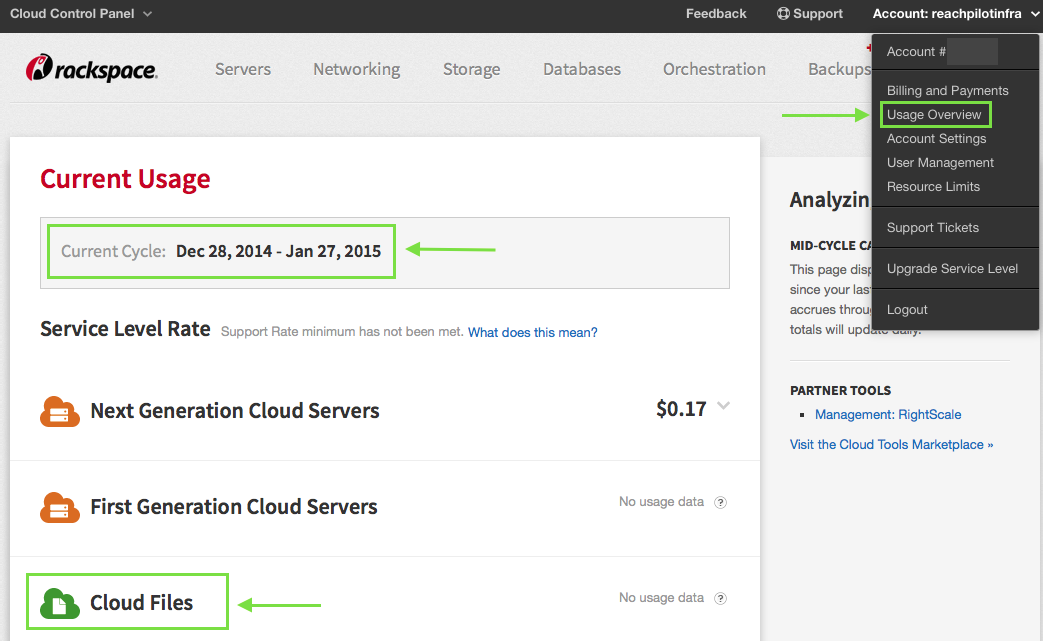 Cloud Control Panel
Feedback
Support
Account: reachpilotinfra
rackspace.
Servers
Networking
Storage
Databases
Orchestration
Backups
Account #
Billing and Payments
Usage Overview
Account Settings
User Management
Resource Limits
Support Tickets
Upgrade Service Level
Logout
Current Usage
Current Cycle: Dec 28, 2014 - Jan 27, 2015
Service Level Rate Support Rate minimum has not been met. What does this mean?
Next Generation Cloud Servers $0.17
First Generation Cloud Servers No usage data ?
Cloud Files No usage data ?
Analyzin
MID-CYCLE CA
This page disp
since your las
accrues throu
totals will update daily.
PARTNER TOOLS
Management: RightScale
Visit the Cloud Tools Marketplace »